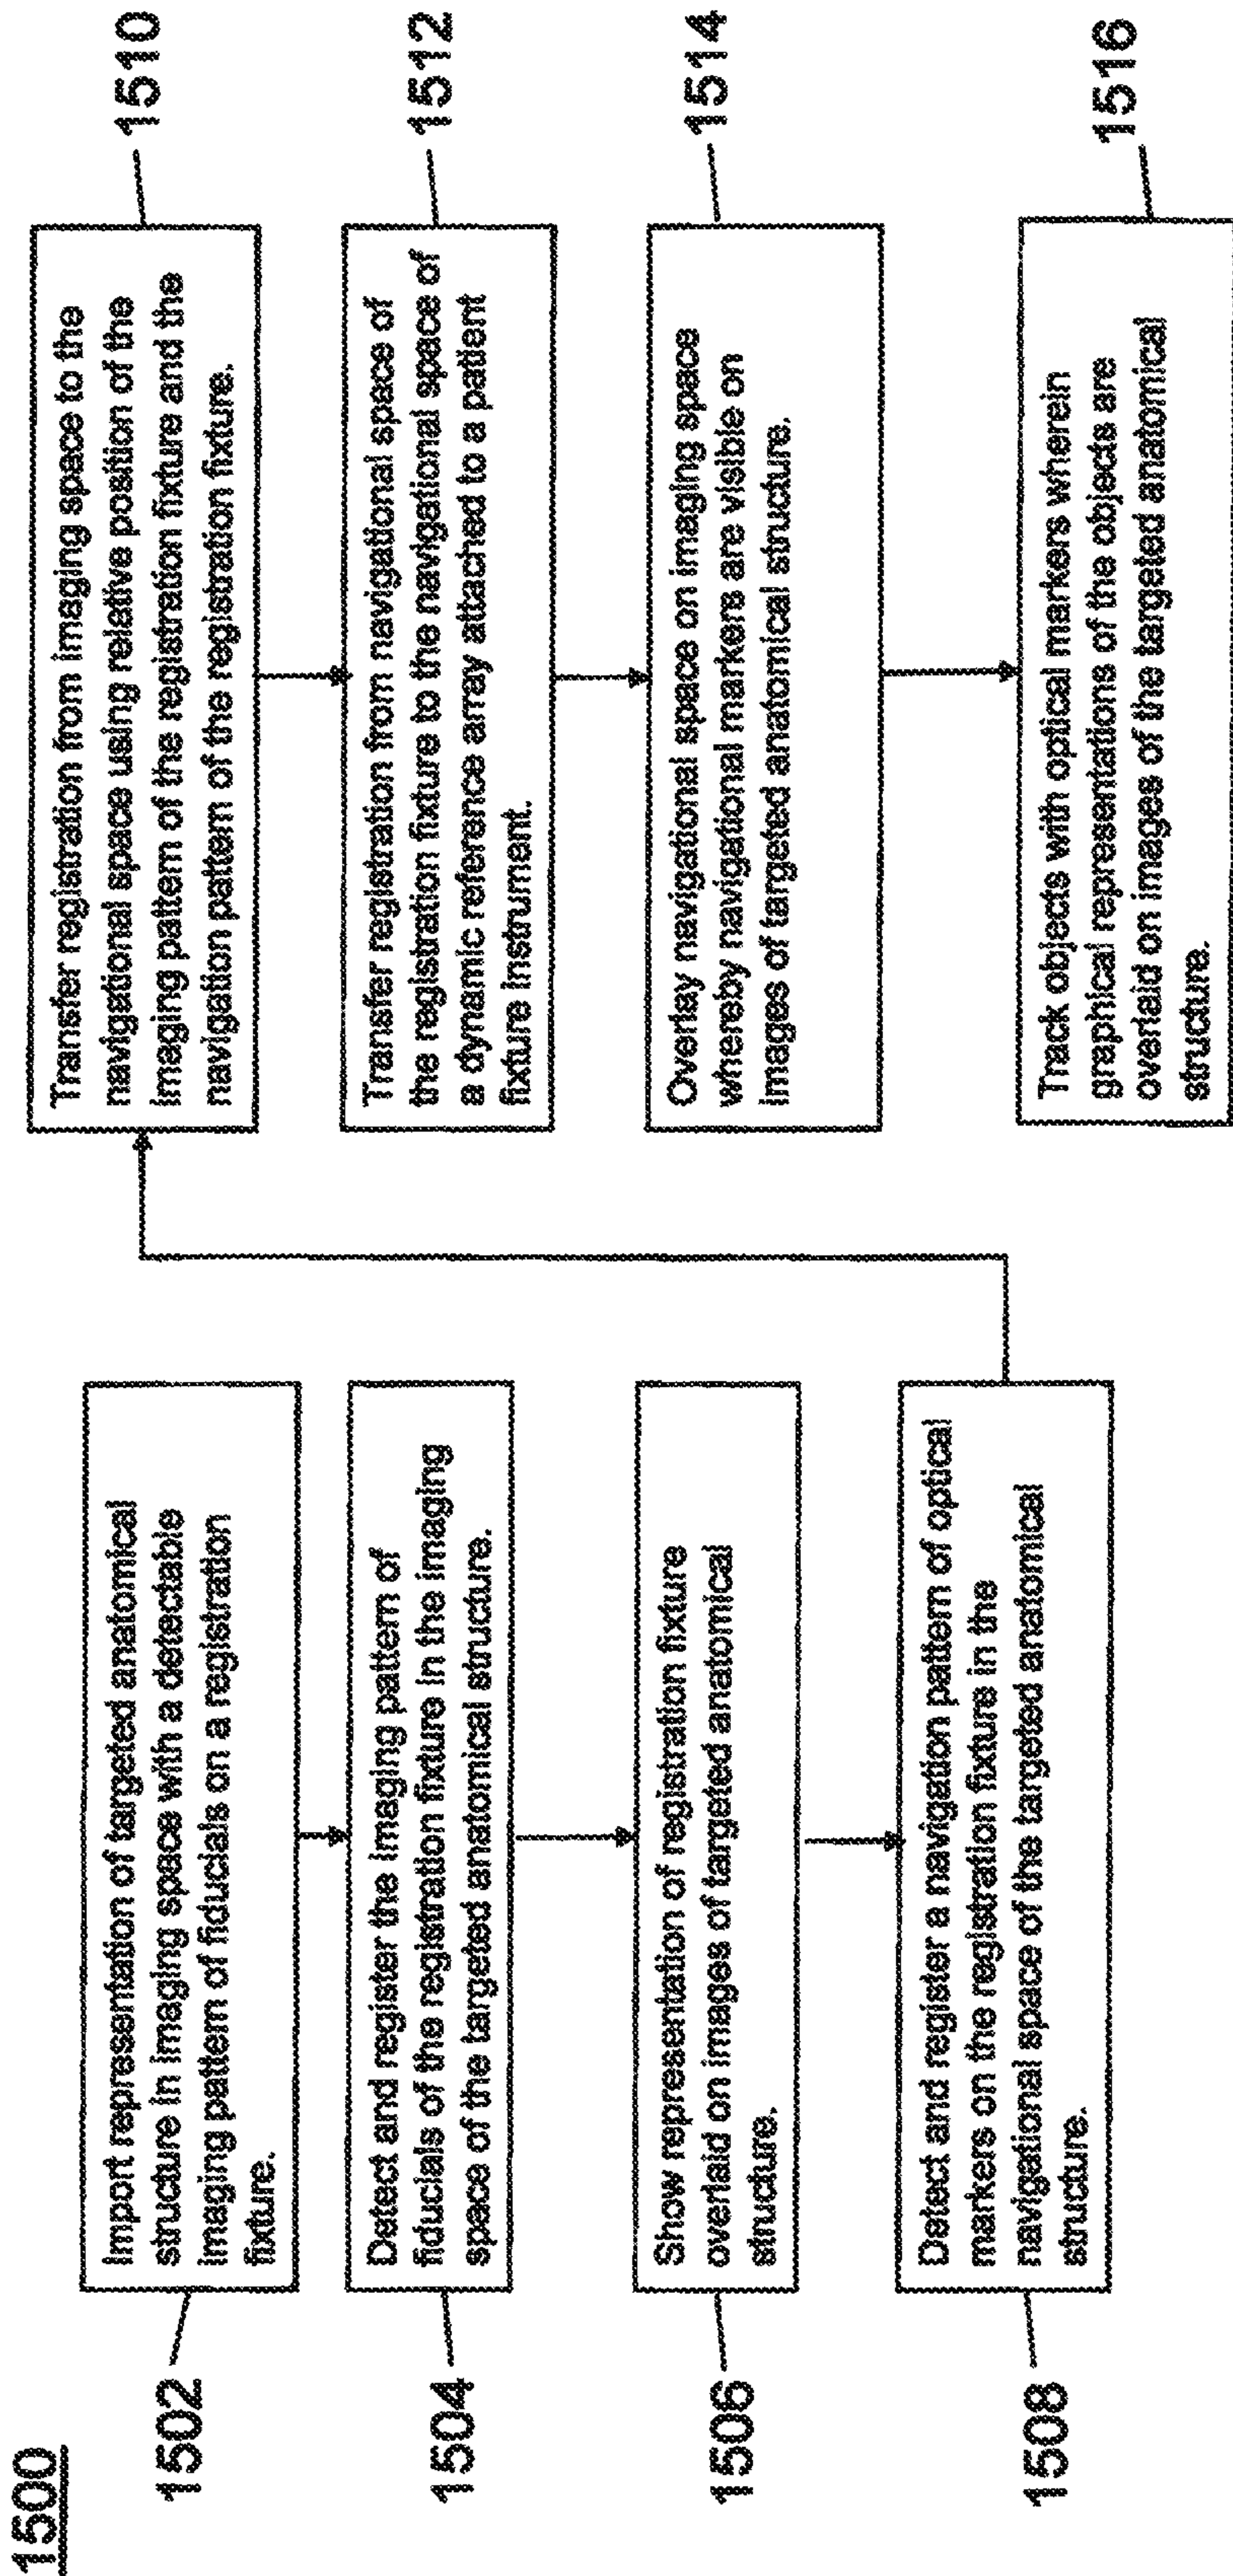 1500
1502
Import representation of targeted anatomical
structure in imaging space with a detectable
imaging pattern of fiducials on a registration
fixture.
1504
Detect and register the imaging pattern of
fiducials of the registration fixture in the imaging
space of the targeted anatomical structure.
1506
Show representation of registration fixture
overlaid on images of targeted anatomical
structure.
1508
Detect and register a navigation pattern of optical
markers on the registration fixture in the
navigational space of the targeted anatomical
structure.
Transfer registration from imaging space to the
navigational space using relative position of the
imaging pattern of the registration fixture and the
navigation pattern of the registration fixture.
1510
Transfer registration from navigational space of
the registration fixture to the navigational space of
a dynamic reference array attached to a patient
fixture instrument.
1512
Overlay navigational space on imaging space
whereby navigational markers are visible on
images of targeted anatomical structure.
1514
Track objects with optical markers wherein
graphical representations of the objects are
overlaid on images of the targeted anatomical
structure.
1516